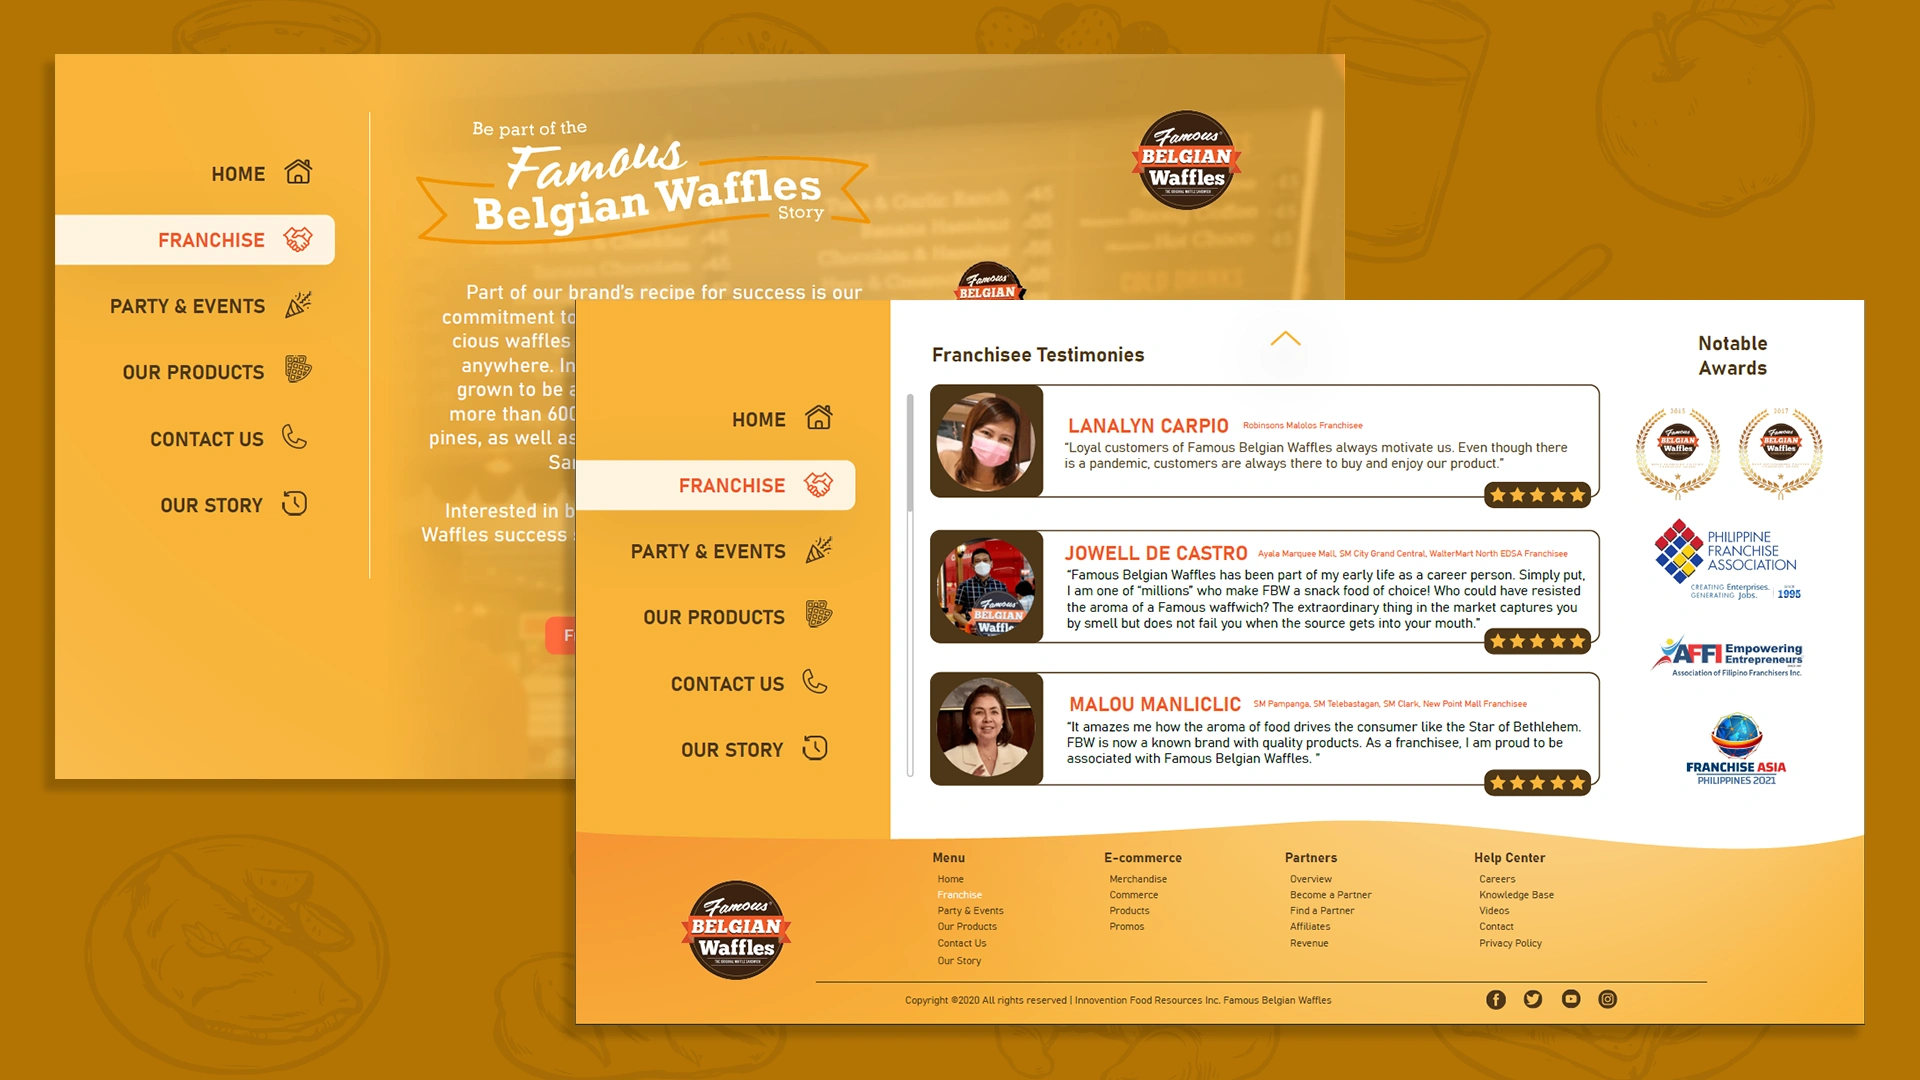 HOME
FRANCHISE
PARTY & EVENTS
OUR PRODUCTS
CONTACT US
OUR STORY
Be part of the
Famous
Belgian Waffles
Story
Famous
BELGIAN
Waffles
THE ORIGINAL WAFFLE SANDWICH
Part of our brand's recipe for success is our
commitment to
cious waffles
anywhere. In
grown to be a
more than 600
pines, as well as
Interested in b
Waffles success
Famous
BELGIAN
HOME
FRANCHISE
PARTY & EVENTS
OUR PRODUCTS
CONTACT US
OUR STORY
Franchisee Testimonies
LANALYN CARPIO Robinsons Malolos Franchisee
“Loyal customers of Famous Belgian Waffles always motivate us. Even though there
is a pandemic, customers are always there to buy and enjoy our product.”
JOWELL DE CASTRO Ayala Marquee Mall, SM City Grand Central, WalterMart North EDSA Franchisee
“Famous Belgian Waffles has been part of my early life as a career person. Simply put,
I am one of “millions” who make FBW a snack food of choice! Who could have resisted
the aroma of a Famous waffwich? The extraordinary thing in the market captures you
by smell but does not fail you when the source gets into your mouth.”
Famous
BELGIAN
Waffle
MALOU MANLICLIC SM Pampanga, SM Telebastagan, SM Clark, New Point Mall Franchisee
“It amazes me how the aroma of food drives the consumer like the Star of Bethlehem.
FBW is now a known brand with quality products. As a franchisee, I am proud to be
associated with Famous Belgian Waffles. ”
Notable
Awards
2015
Famous
BELGIAN
Waffles
2017
Famous
BELGIAN
Waffles
PHILIPPINE
FRANCHISE
ASSOCIATION
CREATING Enterprises.
GENERATING Jobs.
1995
AFFI Empowering
Entrepreneurs
Association of Filipino Franchisers Inc.
FRANCHISE ASIA
PHILIPPINES 2021
Famous
BELGIAN
Waffles
THE ORIGINAL WAFFLE SANDWICH
Menu
Home
Franchise
Party & Events
Our Products
Contact Us
Our Story
E-commerce
Merchandise
Commerce
Products
Promos
Partners
Overview
Become a Partner
Find a Partner
Affiliates
Revenue
Help Center
Careers
Knowledge Base
Videos
Contact
Privacy Policy
Copyright ©2020 All rights reserved | Innovention Food Resources Inc. Famous Belgian Waffles